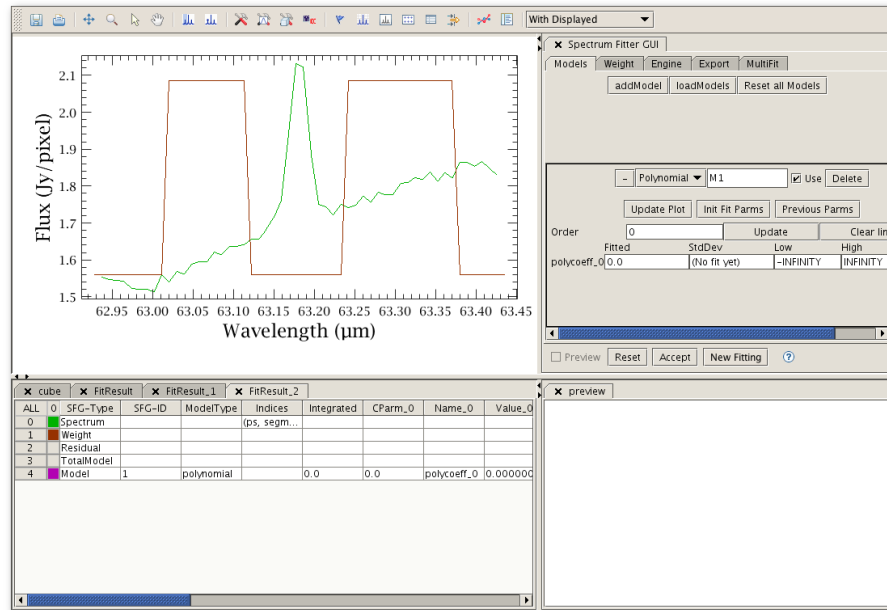 With Displayed
Spectrum Fitter GUI
Models Weight Engine Export MultiFit
addModel loadModels Reset all Models
2.1
2.0
1.9
1.8
1.7
1.6
1.5
Flux (Jy/pixel)
62.95 63.00 63.05 63.10 63.15 63.20 63.25 63.30 63.35 63.40 63.45
Wavelength (µm)
- Polynomial M1 Use Delete
Update Plot Init Fit Parms Previous Parms
Order 0 Update Clear lin
Fitted StdDev Low High
polycoeff_0 0.0 (No fit yet) -INFINITY INFINITY
Preview Reset Accept New Fitting ?
cube FitResult FitResult_1 FitResult_2
preview
ALL 0 SFG-Type SFG-ID ModelType Indices Integrated CParm_0 Name_0 Value_0
0 Spectrum (ps, segm...
1 Weight
2 Residual
3 TotalModel
4 Model 1 polynomial 0.0 0.0 polycoeff_0 0.000000